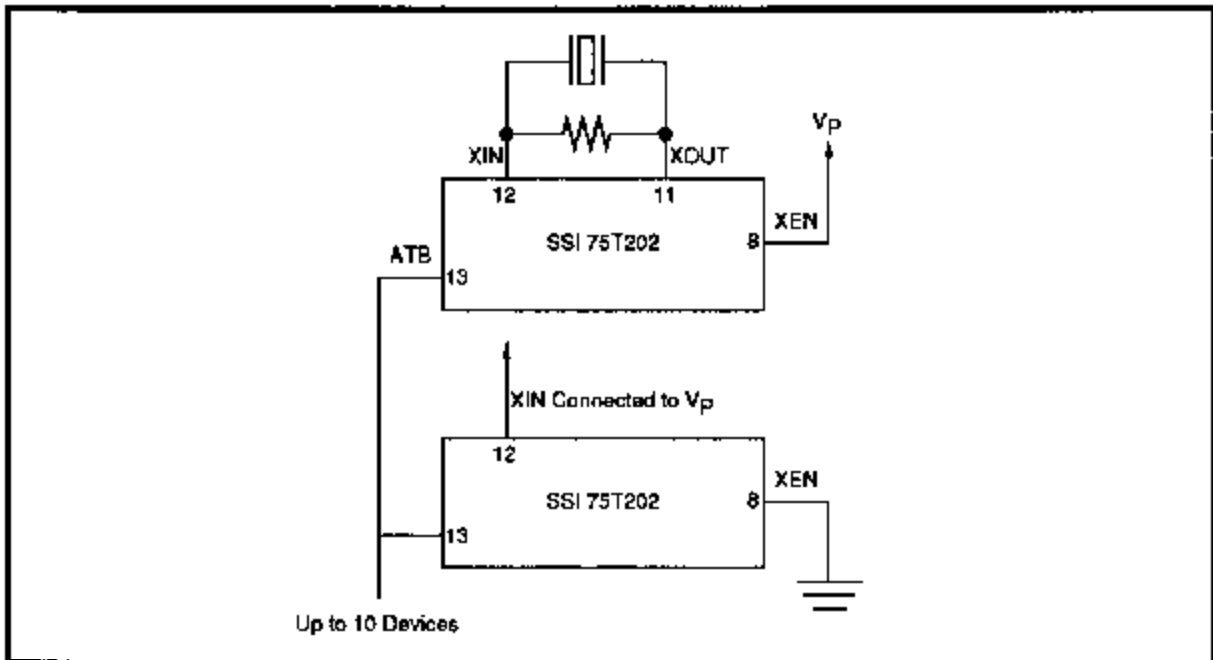 VP
XIN
XOUT
12
11
XEN
SSI 75T202
8
ATB
13
XIN Connected to VP
12
XEN
SSI 75T202
8
13
Up to 10 Devices